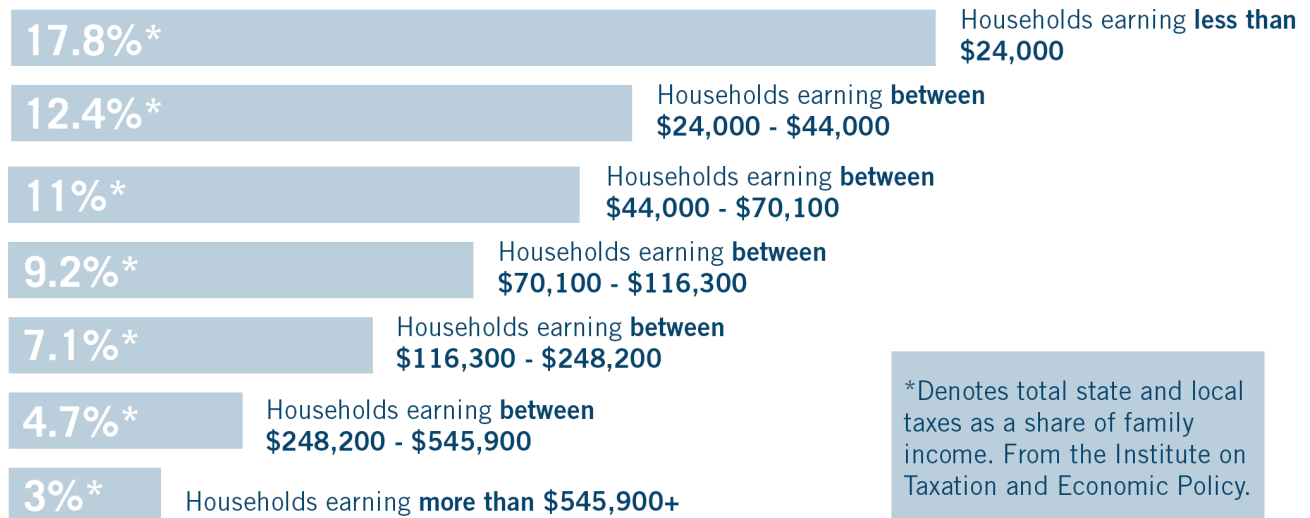 17.8%*
Households earning less than
$24,000
12.4%*
Households earning between
$24,000 - $44,000
11%*
Households earning between
$44,000 - $70,100
9.2%*
Households earning between
$70,100 - $116,300
7.1%*
Households earning between
$116,300 - $248,200
4.7%*
Households earning between
$248,200 - $545,900
3%*
Households earning more than $545,900+
*Denotes total state and local
taxes as a share of family
income. From the Institute on
Taxation and Economic Policy.